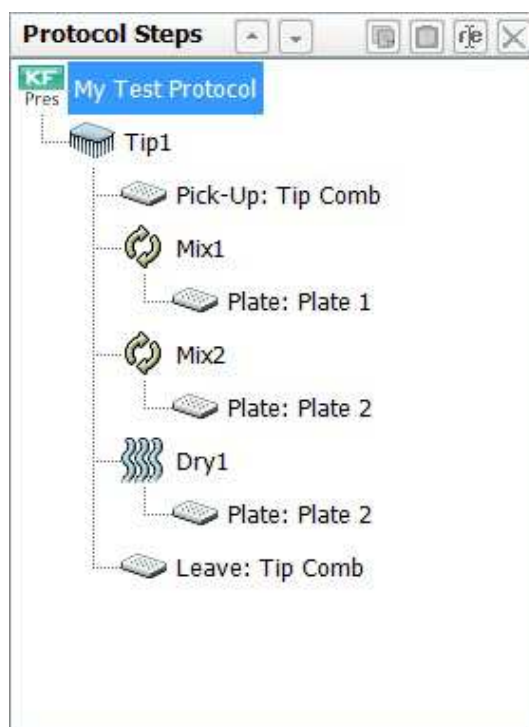 Protocol Steps
KF
Pres
My Test Protocol
Tip1
Pick-Up: Tip Comb
Mix1
Plate: Plate 1
Mix2
Plate: Plate 2
Dry1
Plate: Plate 2
Leave: Tip Comb